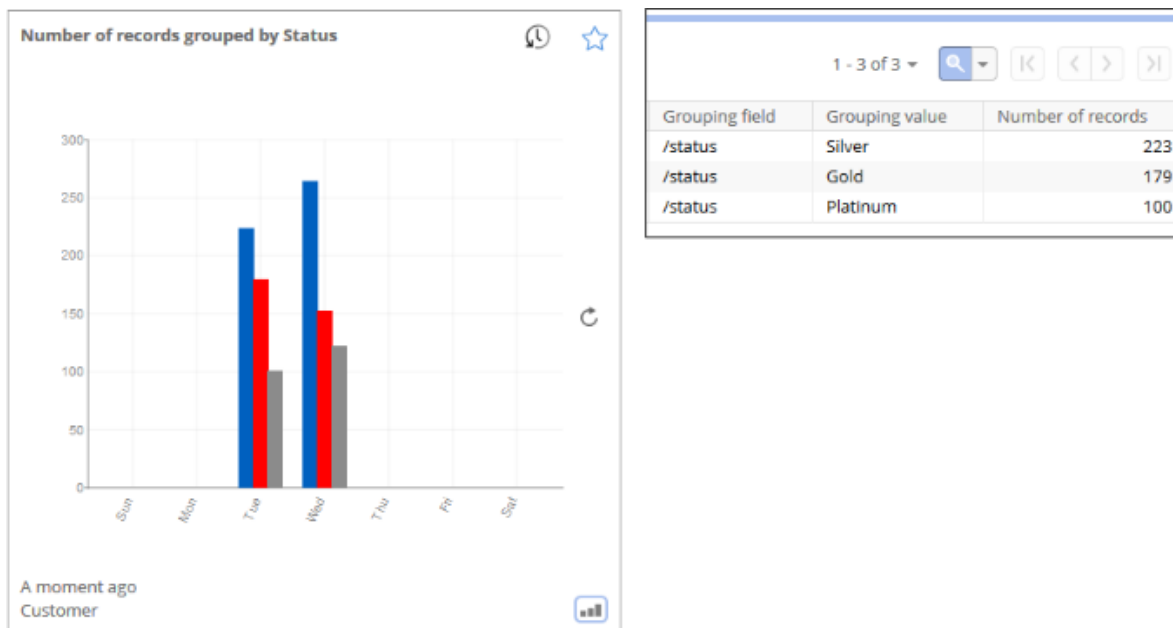 Number of records grouped by Status
300
250
200
150
100
50
0
Sun
Mon
Tue
Wed
Thu
Fri
Sat
A moment ago
Customer
1 - 3 of 3
Grouping field Grouping value Number of records
/status Silver 223
/status Gold 179
/status Platinum 100